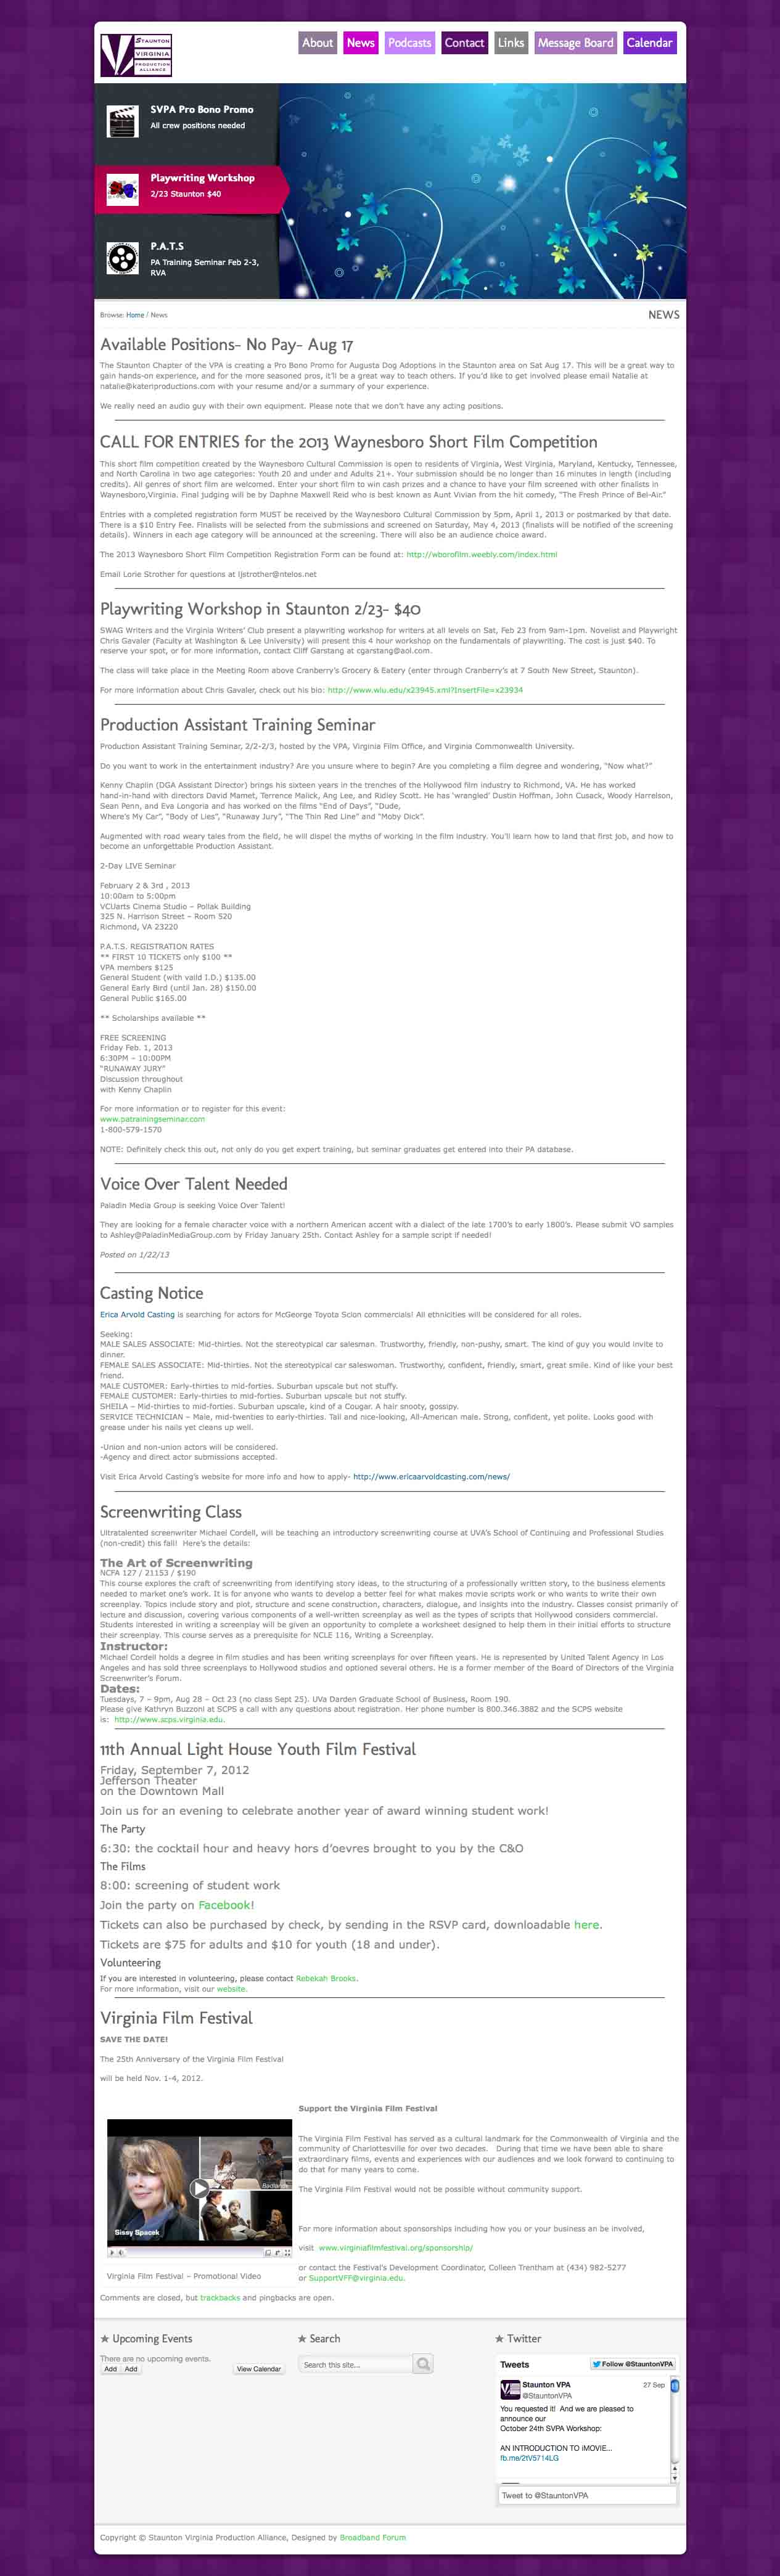 STAUNTON
VIRGINIA
PRODUCTION
ALLIANCE
About
News
Podcasts
Contact
Links
Message Board
Calendar
SVPA Pro Bono Promo
All crew positions needed
Playwriting Workshop
2/23 Staunton $40
P.A.T.S
PA Training Seminar Feb 2-3,
RVA
Browse: Home / News
NEWS
Available Positions- No Pay- Aug 17
The Staunton Chapter of the VPA is creating a Pro Bono Promo for Augusta Dog Adoptions in the Staunton area on Sat Aug 17. This will be a great way to
gain hands-on experience, and for the more seasoned pros, it'll be a great way to teach others. If you'd like to get involved please email Natalie at
natalie@kateriproductions.com with your resume and/or a summary of your experience.
We really need an audio guy with their own equipment. Please note that we don't have any acting positions.
CALL FOR ENTRIES for the 2013 Waynesboro Short Film Competition
This short film competition created by the Waynesboro Cultural Commission is open to residents of Virginia, West Virginia, Maryland, Kentucky, Tennessee,
and North Carolina in two age categories: Youth 20 and under and Adults 21+. Your submission should be no longer than 16 minutes in length (including
credits). All genres of short film are welcomed. Enter your short film to win cash prizes and a chance to have your film screened with other finalists in
Waynesboro,Virginia. Final judging will be by Daphne Maxwell Reid who is best known as Aunt Vivian from the hit comedy, "The Fresh Prince of Bel-Air."
Entries with a completed registration form MUST be received by the Waynesboro Cultural Commission by 5pm, April 1, 2013 or postmarked by that date.
There is a $10 Entry Fee. Finalists will be selected from the submissions and screened on Saturday, May 4, 2013 (finalists will be notified of the screening
details). Winners in each age category will be announced at the screening. There will also be an audience choice award.
The 2013 Waynesboro Short Film Competition Registration Form can be found at: http://wborofilm.weebly.com/index.html
Email Lorie Strother for questions at ljstrother@ntelos.net
Playwriting Workshop in Staunton 2/23- $40
SWAG Writers and the Virginia Writers' Club present a playwriting workshop for writers at all levels on Sat, Feb 23 from 9am-1pm. Novelist and Playwright
Chris Gavaler (Faculty at Washington & Lee University) will present this 4 hour workshop on the fundamentals of playwriting. The cost is just $40. To
reserve your spot, or for more information, contact Cliff Garstang at cgarstang@aol.com.
The class will take place in the Meeting Room above Cranberry's Grocery & Eatery (enter through Cranberry's at 7 South New Street, Staunton).
For more information about Chris Gavaler, check out his bio: http://www.wlu.edu/x23945.xml?InsertFile=x23934
Production Assistant Training Seminar
Production Assistant Training Seminar, 2/2-2/3, hosted by the VPA, Virginia Film Office, and Virginia Commonwealth University.
Do you want to work in the entertainment industry? Are you unsure where to begin? Are you completing a film degree and wondering, "Now what?"
Kenny Chaplin (DGA Assistant Director) brings his sixteen years in the trenches of the Hollywood film industry to Richmond, VA. He has worked
hand-in-hand with directors David Mamet, Terrence Malick, Ang Lee, and Ridley Scott. He has 'wrangled' Dustin Hoffman, John Cusack, Woody Harrelson,
Sean Penn, and Eva Longoria and has worked on the films "End of Days", "Dude,
Where's My Car", "Body of Lies", "Runaway Jury", "The Thin Red Line" and "Moby Dick".
Augmented with road weary tales from the field, he will dispel the myths of working in the film industry. You'll learn how to land that first job, and how to
become an unforgettable Production Assistant.
2-Day LIVE Seminar
February 2 & 3rd , 2013
10:00am to 5:00pm
VCUarts Cinema Studio – Pollak Building
325 N. Harrison Street – Room 520
Richmond, VA 23220
P.A.T.S. REGISTRATION RATES
** FIRST 10 TICKETS only $100 **
VPA members $125
General Student (with valid I.D.) $135.00
General Early Bird (until Jan. 28) $150.00
General Public $165.00
** Scholarships available **
FREE SCREENING
Friday Feb. 1, 2013
6:30PM – 10:00PM
"RUNAWAY JURY"
Discussion throughout
with Kenny Chaplin
For more information or to register for this event:
www.patrainingseminar.com
1-800-579-1570
NOTE: Definitely check this out, not only do you get expert training, but seminar graduates get entered into their PA database.
Voice Over Talent Needed
Paladin Media Group is seeking Voice Over Talent!
They are looking for a female character voice with a northern American accent with a dialect of the late 1700's to early 1800's. Please submit VO samples
to Ashley@PaladinMediaGroup.com by Friday January 25th. Contact Ashley for a sample script if needed!
Posted on 1/22/13
Casting Notice
Erica Arvold Casting is searching for actors for McGeorge Toyota Scion commercials! All ethnicities will be considered for all roles.
Seeking:
MALE SALES ASSOCIATE: Mid-thirties. Not the stereotypical car salesman. Trustworthy, friendly, non-pushy, smart. The kind of guy you would invite to
dinner.
FEMALE SALES ASSOCIATE: Mid-thirties. Not the stereotypical car saleswoman. Trustworthy, confident, friendly, smart, great smile. Kind of like your best
friend.
MALE CUSTOMER: Early-thirties to mid-forties. Suburban upscale but not stuffy.
FEMALE CUSTOMER: Early-thirties to mid-forties. Suburban upscale but not stuffy.
SHEILA – Mid-thirties to mid-forties. Suburban upscale, kind of a Cougar. A hair snooty, gossipy.
SERVICE TECHNICIAN – Male, mid-twenties to early-thirties. Tall and nice-looking, All-American male. Strong, confident, yet polite. Looks good with
grease under his nails yet cleans up well.
-Union and non-union actors will be considered.
-Agency and direct actor submissions accepted.
Visit Erica Arvold Casting's website for more info and how to apply- http://www.ericaarvoldcasting.com/news/
Screenwriting Class
Ultratalented screenwriter Michael Cordell, will be teaching an introductory screenwriting course at UVA's School of Continuing and Professional Studies
(non-credit) this fall!  Here's the details:
The Art of Screenwriting
NCFA 127 / 21153 / $190
This course explores the craft of screenwriting from identifying story ideas, to the structuring of a professionally written story, to the business elements
needed to market one's work. It is for anyone who wants to develop a better feel for what makes movie scripts work or who wants to write their own
screenplay. Topics include story and plot, structure and scene construction, characters, dialogue, and insights into the industry. Classes consist primarily of
lecture and discussion, covering various components of a well-written screenplay as well as the types of scripts that Hollywood considers commercial.
Students interested in writing a screenplay will be given an opportunity to complete a worksheet designed to help them in their initial efforts to structure
their screenplay. This course serves as a prerequisite for NCLE 116, Writing a Screenplay.
Instructor:
Michael Cordell holds a degree in film studies and has been writing screenplays for over fifteen years. He is represented by United Talent Agency in Los
Angeles and has sold three screenplays to Hollywood studios and optioned several others. He is a former member of the Board of Directors of the Virginia
Screenwriter's Forum.
Dates:
Tuesdays, 7 – 9pm, Aug 28 – Oct 23 (no class Sept 25). UVa Darden Graduate School of Business, Room 190.
Please give Kathryn Buzzoni at SCPS a call with any questions about registration. Her phone number is 800.346.3882 and the SCPS website
is:  http://www.scps.virginia.edu.
11th Annual Light House Youth Film Festival
Friday, September 7, 2012
Jefferson Theater
on the Downtown Mall
Join us for an evening to celebrate another year of award winning student work!
The Party
6:30: the cocktail hour and heavy hors d'oevres brought to you by the C&O
The Films
8:00: screening of student work
Join the party on Facebook!
Tickets can also be purchased by check, by sending in the RSVP card, downloadable here.
Tickets are $75 for adults and $10 for youth (18 and under).
Volunteering
If you are interested in volunteering, please contact Rebekah Brooks.
For more information, visit our website.
Virginia Film Festival
SAVE THE DATE!
The 25th Anniversary of the Virginia Film Festival
will be held Nov. 1-4, 2012.
Support the Virginia Film Festival
The Virginia Film Festival has served as a cultural landmark for the Commonwealth of Virginia and the
community of Charlottesville for over two decades.   During that time we have been able to share
extraordinary films, events and experiences with our audiences and we look forward to continuing to
do that for many years to come.
The Virginia Film Festival would not be possible without community support.
Badlands
Sissy Spacek
For more information about sponsorships including how you or your business an be involved,
visit  www.virginiafilmfestival.org/sponsorship/
or contact the Festival's Development Coordinator, Colleen Trentham at (434) 982-5277
or SupportVFF@virginia.edu.
Virginia Film Festival – Promotional Video
Comments are closed, but trackbacks and pingbacks are open.
Upcoming Events
There are no upcoming events.
Add
Add
View Calendar
Search
Search this site...
Twitter
Tweets
Follow @StauntonVPA
Staunton VPA
27 Sep
@StauntonVPA
You requested it!  And we are pleased to
announce our
October 24th SVPA Workshop:
AN INTRODUCTION TO iMOVIE...
fb.me/2tV5714LG
Tweet to @StauntonVPA
Copyright © Staunton Virginia Production Alliance, Designed by Broadband Forum